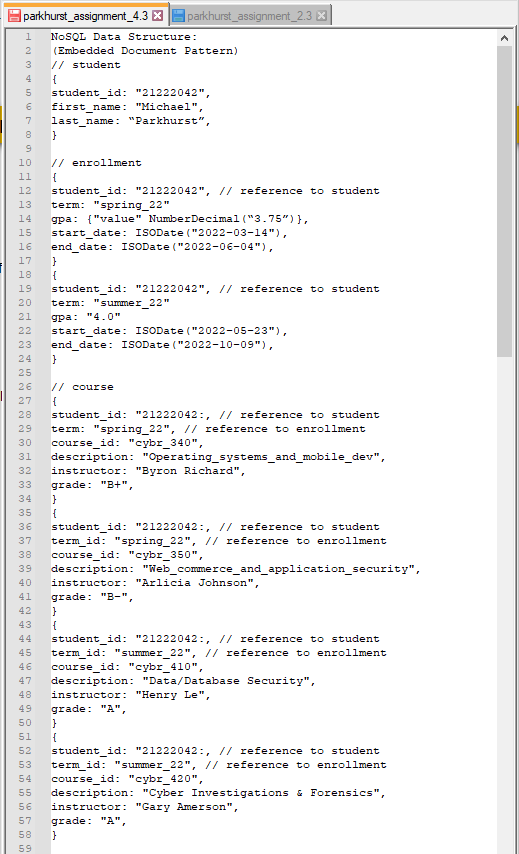 parkhurst_assignment_4.3 parkhurst_assignment_2.3
1 NoSQL Data Structure:
2 (Embedded Document Pattern)
3 // student
4 {
5 student_id: "21222042",
6 first_name: "Michael",
7 last_name: “Parkhurst”,
8 }
9
10 // enrollment
11 {
12 student_id: "21222042", // reference to student
13 term: "spring_22"
14 gpa: {"value" NumberDecimal(“3.75”)},
15 start_date: ISODate("2022-03-14"),
16 end_date: ISODate("2022-06-04"),
17 }
18 {
19 student_id: "21222042", // reference to student
20 term: "summer_22"
21 gpa: "4.0"
22 start_date: ISODate("2022-05-23"),
23 end_date: ISODate("2022-10-09"),
24 }
25
26 // course
27 {
28 student_id: "21222042:, // reference to student
29 term: "spring_22", // reference to enrollment
30 course_id: "cybr_340",
31 description: "Operating_systems_and_mobile_dev",
32 instructor: "Byron Richard",
33 grade: "B+",
34 }
35 {
36 student_id: "21222042:, // reference to student
37 term_id: "spring_22", // reference to enrollment
38 course_id: "cybr_350",
39 description: "Web_commerce_and_application_security",
40 instructor: "Arlicia Johnson",
41 grade: "B-",
42 }
43 {
44 student_id: "21222042:, // reference to student
45 term_id: "summer_22", // reference to enrollment
46 course_id: "cybr_410",
47 description: "Data/Database Security",
48 instructor: "Henry Le",
49 grade: "A",
50 }
51 {
52 student_id: "21222042:, // reference to student
53 term_id: "summer_22", // reference to enrollment
54 course_id: "cybr_420",
55 description: "Cyber Investigations & Forensics",
56 instructor: "Gary Amerson",
57 grade: "A",
58 }
59